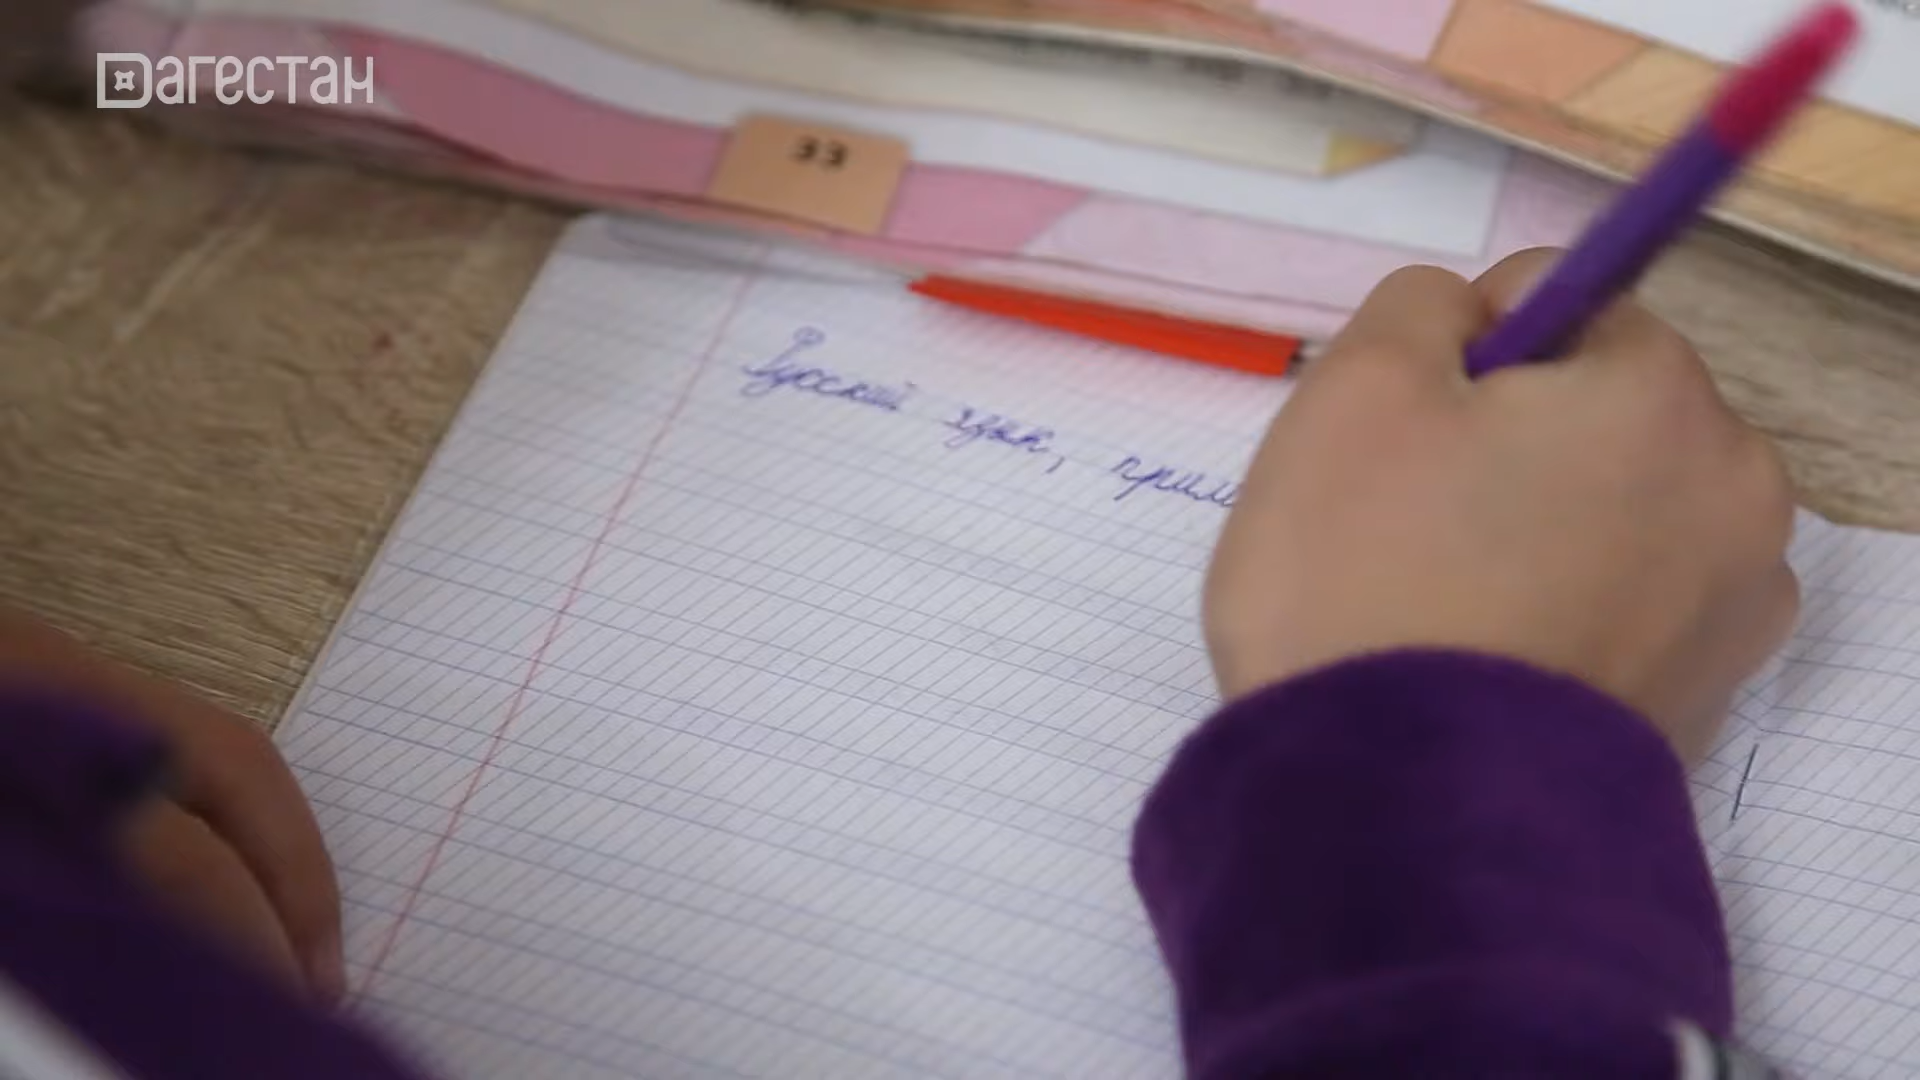 Дагестан
33
Русский язык, прим